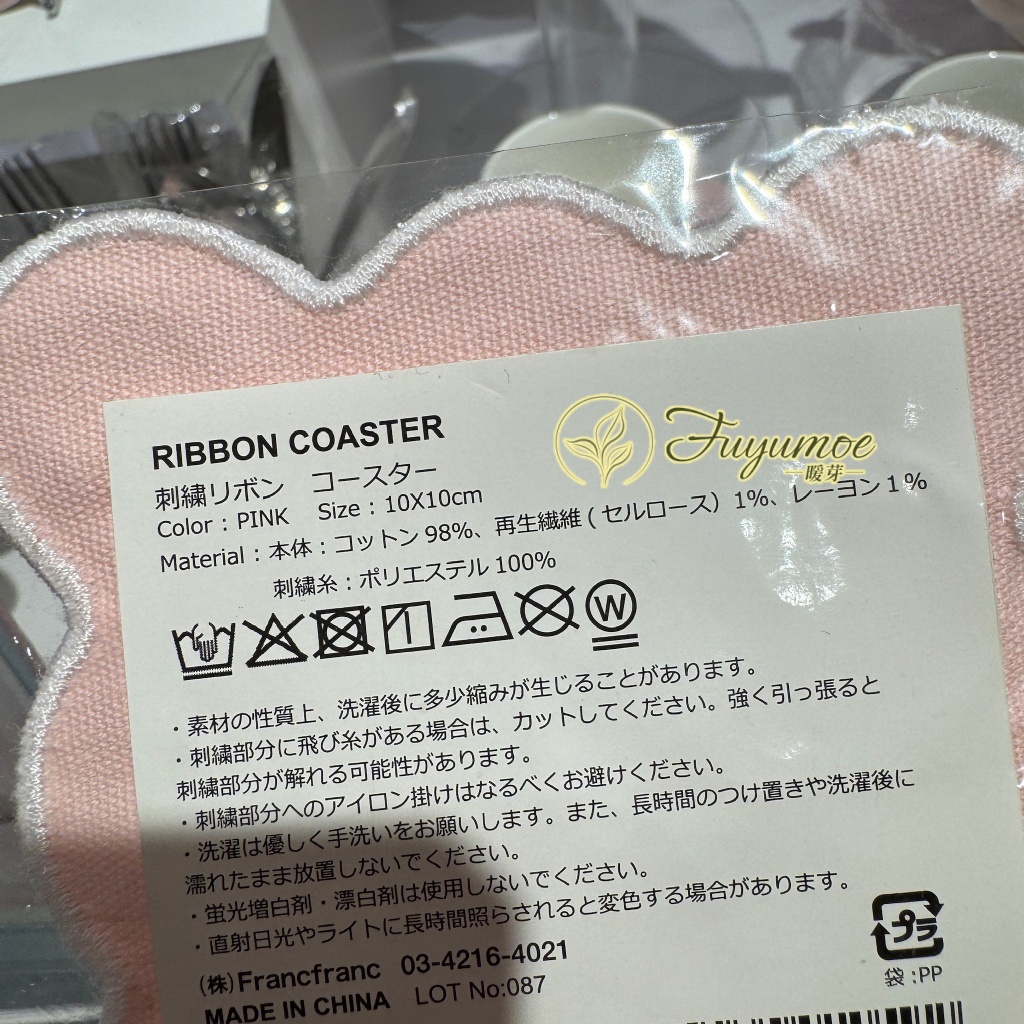 Fuyumoe
暖芽
RIBBON COASTER
刺繍リボン　コースター
Color : PINK　Size : 10X10cm
Material : 本体 : コットン 98%、再生繊維 ( セルロース） 1%、レーヨン 1 %
刺繍糸 : ポリエステル 100%
W
・素材の性質上、洗濯後に多少縮みが生じることがあります。
・刺繍部分に飛び糸がある場合は、カットしてください。強く引っ張ると
刺繍部分が解れる可能性があります。
・刺繍部分へのアイロン掛けはなるべくお避けください。
・洗濯は優しく手洗いをお願いします。また、長時間のつけ置きや洗濯後に
濡れたまま放置しないでください。
・蛍光増白剤・漂白剤は使用しないでください。
・直射日光やライトに長時間照らされると変色する場合があります。
(株)Francfranc　03-4216-4021
MADE IN CHINA　LOT No:087
プラ
袋 :PP